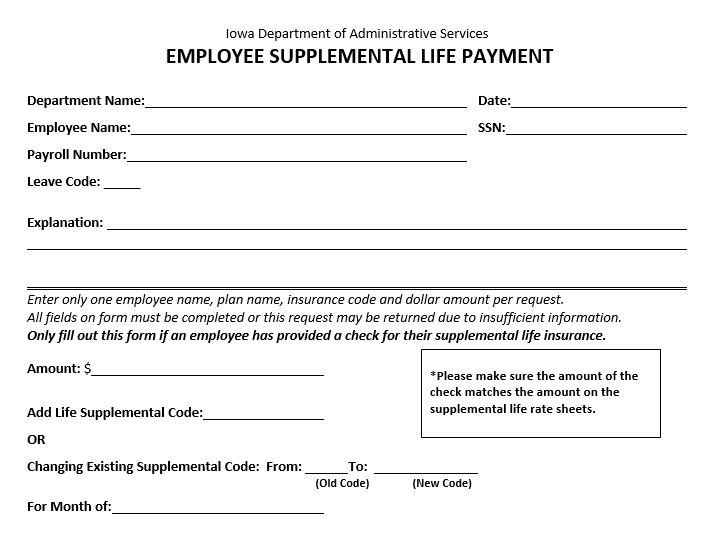 Iowa Department of Administrative Services
EMPLOYEE SUPPLEMENTAL LIFE PAYMENT
Department Name: Date:
Employee Name: SSN:
Payroll Number:
Leave Code:
Explanation:
Enter only one employee name, plan name, insurance code and dollar amount per request.
All fields on form must be completed or this request may be returned due to insufficient information.
Only fill out this form if an employee has provided a check for their supplemental life insurance.
Amount: $
*Please make sure the amount of the
check matches the amount on the
supplemental life rate sheets.
Add Life Supplemental Code:
OR
Changing Existing Supplemental Code: From: To:
(Old Code) (New Code)
For Month of: